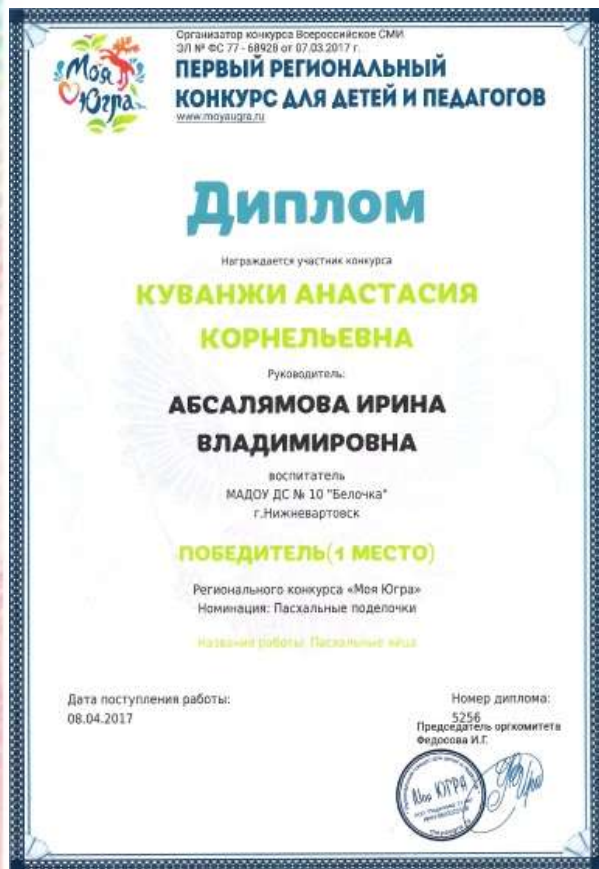 Моя Югра
Организатор конкурса Всероссийское СМИ
ЭЛ № ФС 77 - 68928 от 07.03.2017 г.
ПЕРВЫЙ РЕГИОНАЛЬНЫЙ
КОНКУРС ДЛЯ ДЕТЕЙ И ПЕДАГОГОВ
www.moyaugra.ru
Диплом
Награждается участник конкурса
КУВАНЖИ АНАСТАСИЯ
КОРНЕЛЬЕВНА
Руководитель:
АБСАЛЯМОВА ИРИНА
ВЛАДИМИРОВНА
воспитатель
МАДОУ ДС № 10 "Белочка"
г.Нижневартовск
ПОБЕДИТЕЛЬ(1 МЕСТО)
Регионального конкурса «Моя Югра»
Номинация: Пасхальные поделочки
Название работы: Пасхальные яйца
Дата поступления работы:
08.04.2017
Номер диплома:
5256
Председатель оргкомитета
Федосова И.Г.
Моя ЮГРА